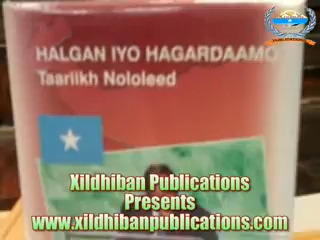 HALGAN IYO HAGARDAAMO
Taariikh Nololeed
Xildhiban Publications
Presents
www.xildhibanpublications.com